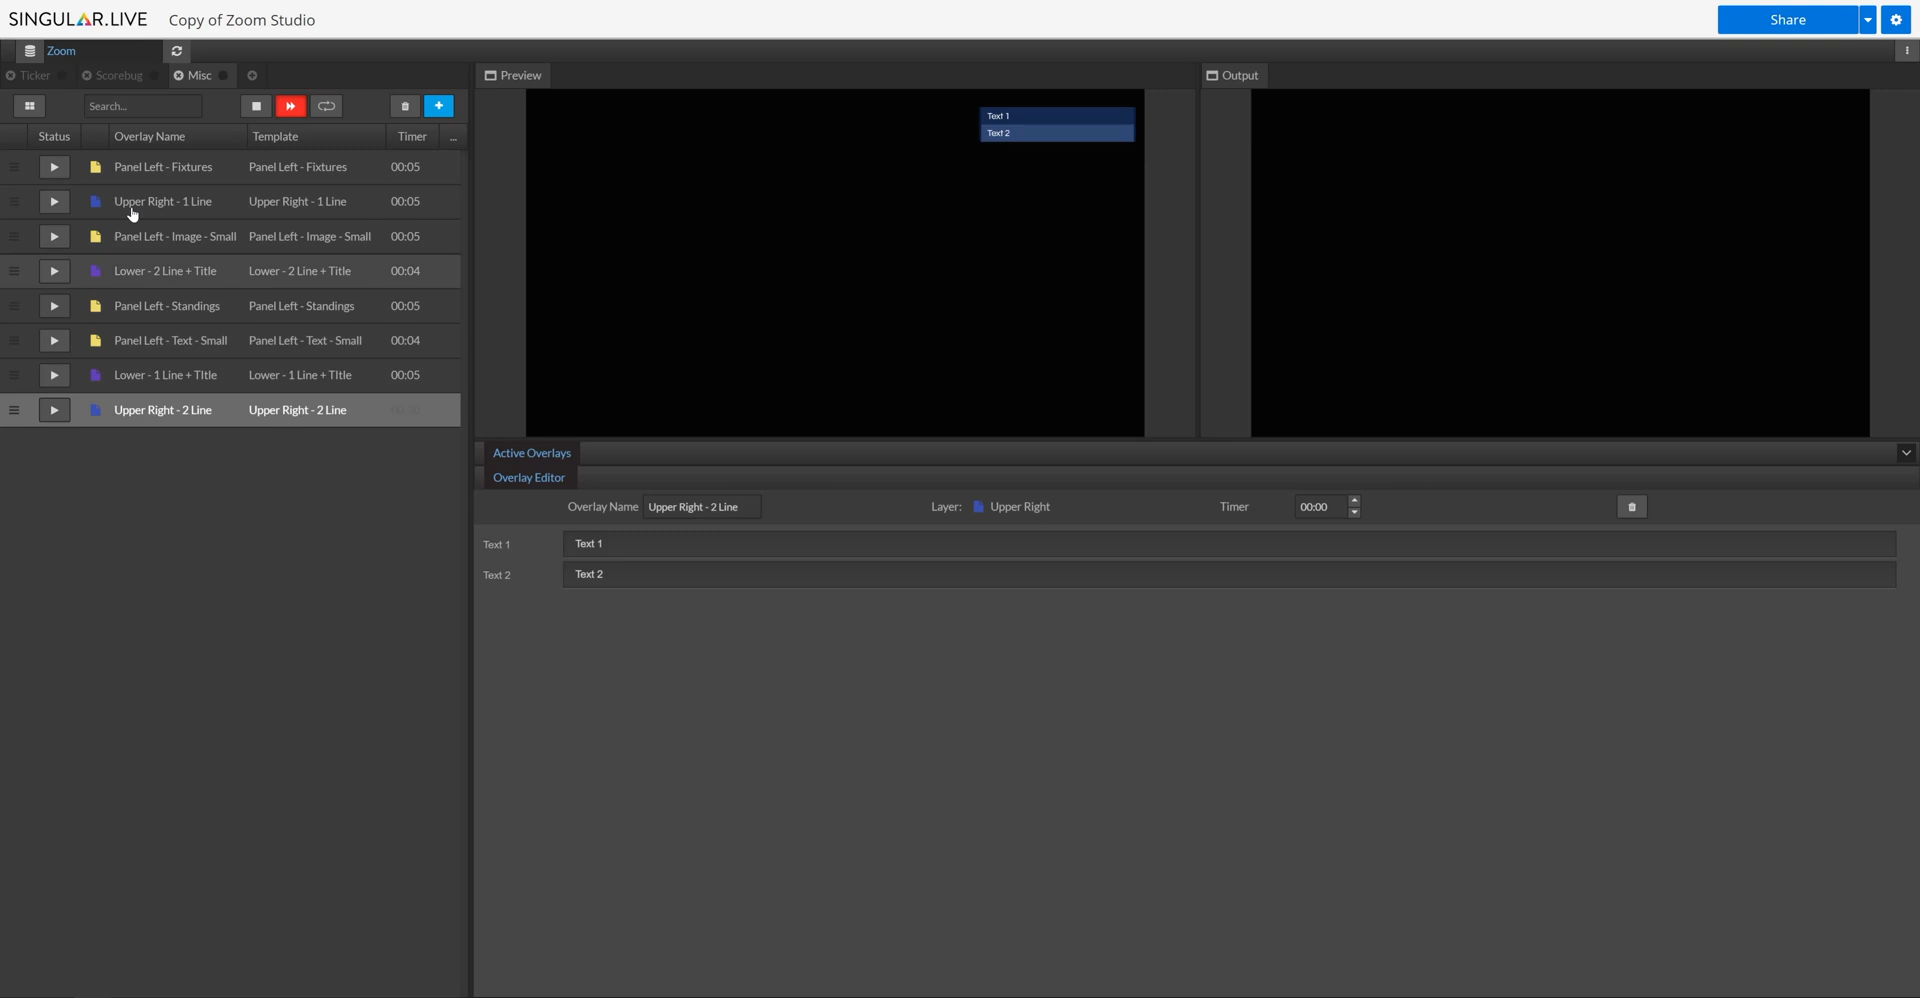 SINGULAR.LIVE Copy of Zoom Studio Share
Zoom
Ticker Scorebug Misc
Search...
Status Overlay Name Template Timer ...
Panel Left - Fixtures Panel Left - Fixtures 00:05
Upper Right - 1 Line Upper Right - 1 Line 00:05
Panel Left - Image - Small Panel Left - Image - Small 00:05
Lower - 2 Line + Title Lower - 2 Line + Title 00:04
Panel Left - Standings Panel Left - Standings 00:05
Panel Left - Text - Small Panel Left - Text - Small 00:04
Lower - 1 Line + TItle Lower - 1 Line + TItle 00:05
Upper Right - 2 Line Upper Right - 2 Line 00:00
Preview
Text 1
Text 2
Output
Active Overlays
Overlay Editor
Overlay Name Upper Right - 2 Line Layer: Upper Right Timer 00:00
Text 1 Text 1
Text 2 Text 2